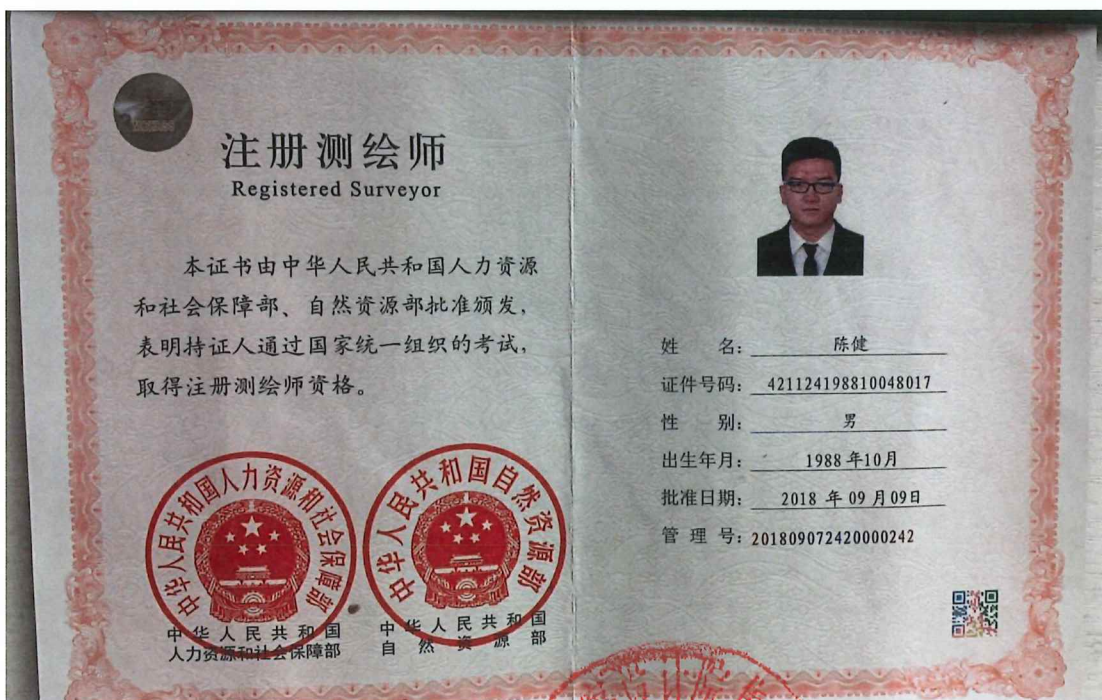 注册测绘师
Registered Surveyor
本证书由中华人民共和国人力资源
和社会保障部、自然资源部批准颁发,
表明持证人通过国家统一组织的考试,
取得注册测绘师资格。
中华人民共和国人力资源和社会保障部
中华人民共和国自然资源部
中华人民共和国
人力资源和社会保障部
中华人民共和国
自然资源部
姓 名: 陈健
证件号码: 421124198810048017
性 别: 男
出生年月: 1988年10月
批准日期: 2018 年 09 月 09日
管 理 号: 201809072420000242